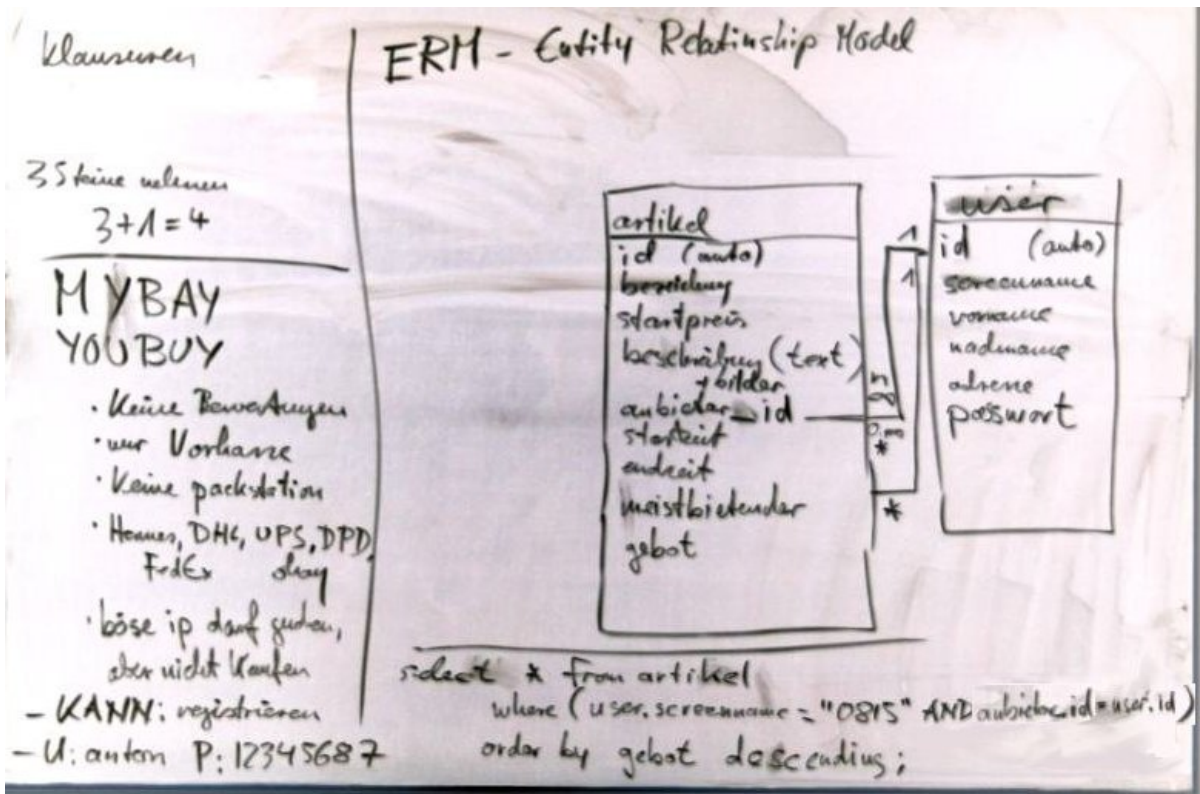 Klausuren
3 Steine nehmen
3+1=4
MYBAY
YOUBUY
· Keine Bewertungen
· nur Vorkasse
· Keine packstation
· Hermes, DHL, UPS, DPD,
FedEx okay
· böse ip darf gucken,
aber nicht kaufen
- KANN: registrieren
- U: anton P: 12345687
ERM - Entity Relatinship Model
artikel
id (auto)
bezeichnung
startpreis
beschreibung (text)
+ bilder
anbieter_id
startzeit
endzeit
meistbietender
gebot
user
id (auto)
screenname
vorname
nachname
adresse
passwort
1
1
*
*
select * from artikel
where (user.screenname = "0815" AND anbieter_id = user.id)
order by gebot descending;